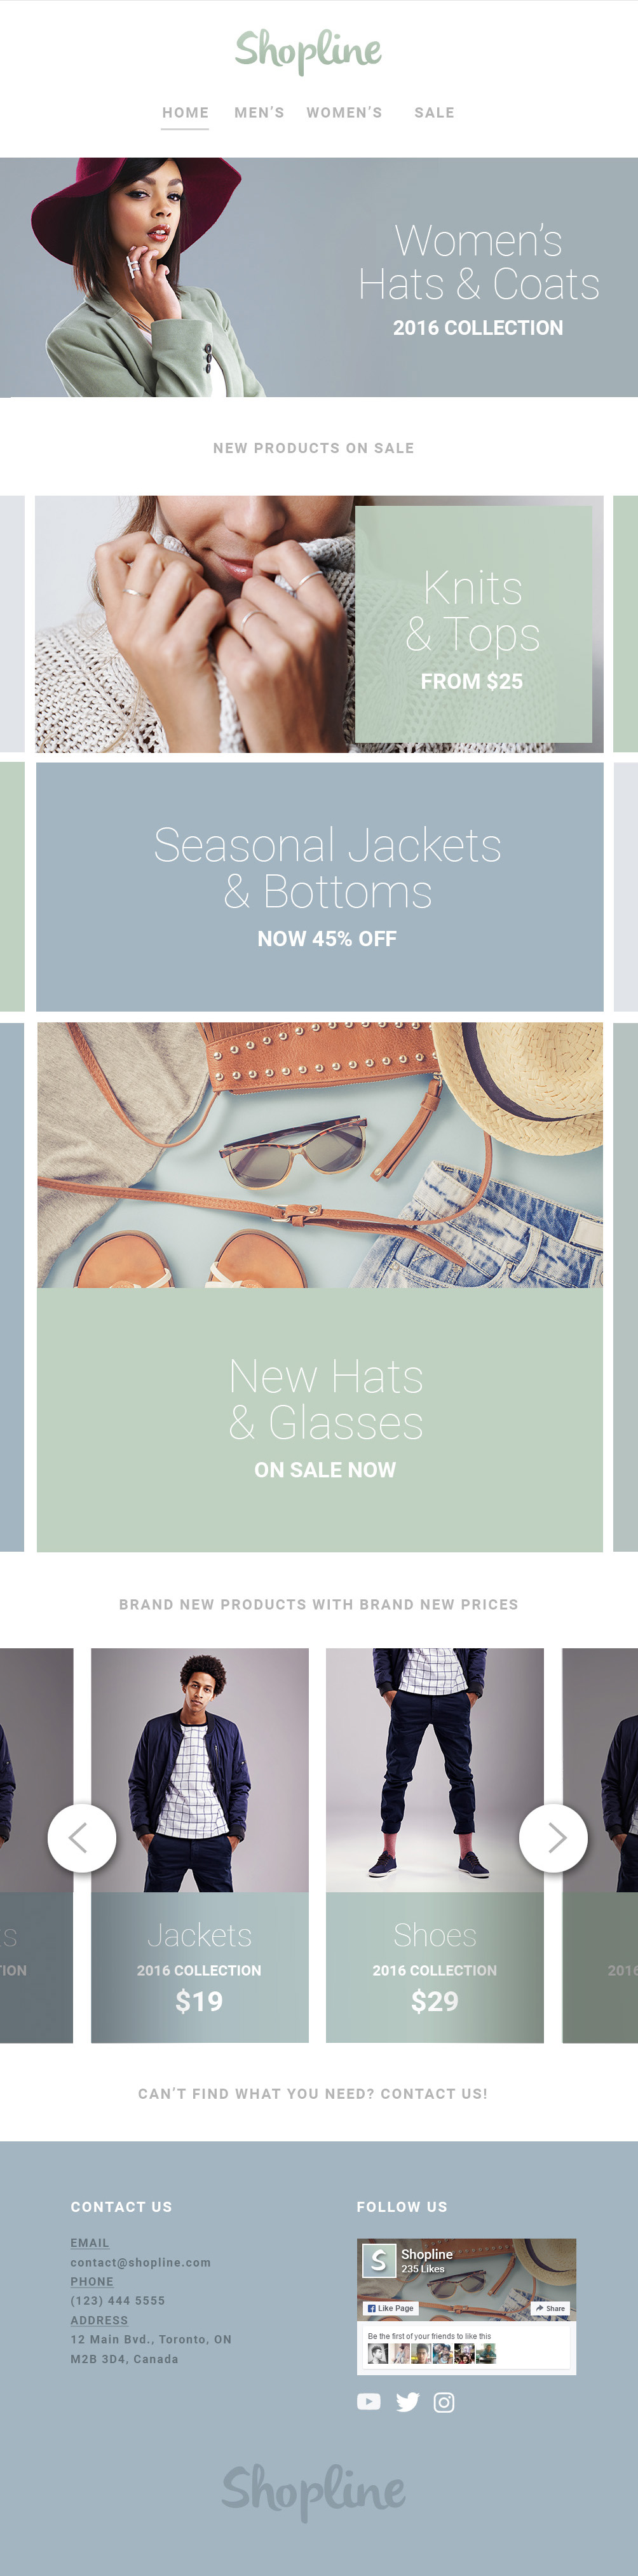 Shopline
HOME MEN'S WOMEN'S SALE
Women's
Hats & Coats
2016 COLLECTION
NEW PRODUCTS ON SALE
Knits
& Tops
FROM $25
Seasonal Jackets
& Bottoms
NOW 45% OFF
New Hats
& Glasses
ON SALE NOW
BRAND NEW PRODUCTS WITH BRAND NEW PRICES
Jackets
2016 COLLECTION
$19
Shoes
2016 COLLECTION
$29
2016
CAN'T FIND WHAT YOU NEED? CONTACT US!
CONTACT US
EMAIL
contact@shopline.com
PHONE
(123) 444 5555
ADDRESS
12 Main Bvd., Toronto, ON
M2B 3D4, Canada
FOLLOW US
S
Shopline
235 Likes
Like Page
Share
Be the first of your friends to like this
Shopline